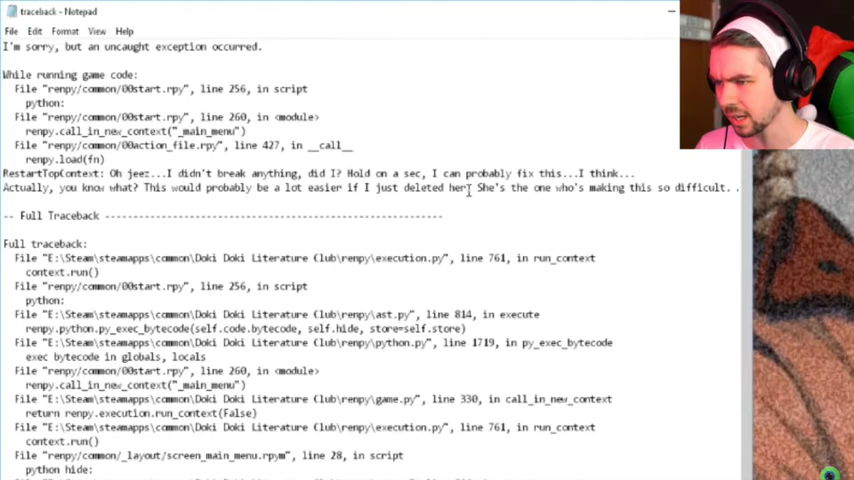 traceback - Notepad
File Edit Format View Help
I'm sorry, but an uncaught exception occurred.
While running game code:
File "renpy/common/00start.rpy", line 256, in script
python:
File "renpy/common/00start.rpy", line 260, in <module>
renpy.call_in_new_context("_main_menu")
File "renpy/common/00action_file.rpy", line 427, in __call__
renpy.load(fn)
RestartTopContext: Oh jeez...I didn't break anything, did I? Hold on a sec, I can probably fix this...I think...
Actually, you know what? This would probably be a lot easier if I just deleted her. She's the one who's making this so difficult. .
-- Full Traceback ------------------------------------------------------------
Full traceback:
File "E:\Steam\steamapps\common\Doki Doki Literature Club\renpy\execution.py", line 761, in run_context
context.run()
File "renpy/common/00start.rpy", line 256, in script
python:
File "E:\Steam\steamapps\common\Doki Doki Literature Club\renpy\ast.py", line 814, in execute
renpy.python.py_exec_bytecode(self.code.bytecode, self.hide, store=self.store)
File "E:\Steam\steamapps\common\Doki Doki Literature Club\renpy\python.py", line 1719, in py_exec_bytecode
exec bytecode in globals, locals
File "renpy/common/00start.rpy", line 260, in <module>
renpy.call_in_new_context("_main_menu")
File "E:\Steam\steamapps\common\Doki Doki Literature Club\renpy\game.py", line 330, in call_in_new_context
return renpy.execution.run_context(False)
File "E:\Steam\steamapps\common\Doki Doki Literature Club\renpy\execution.py", line 761, in run_context
context.run()
File "renpy/common/_layout/screen_main_menu.rpym", line 28, in script
python hide: